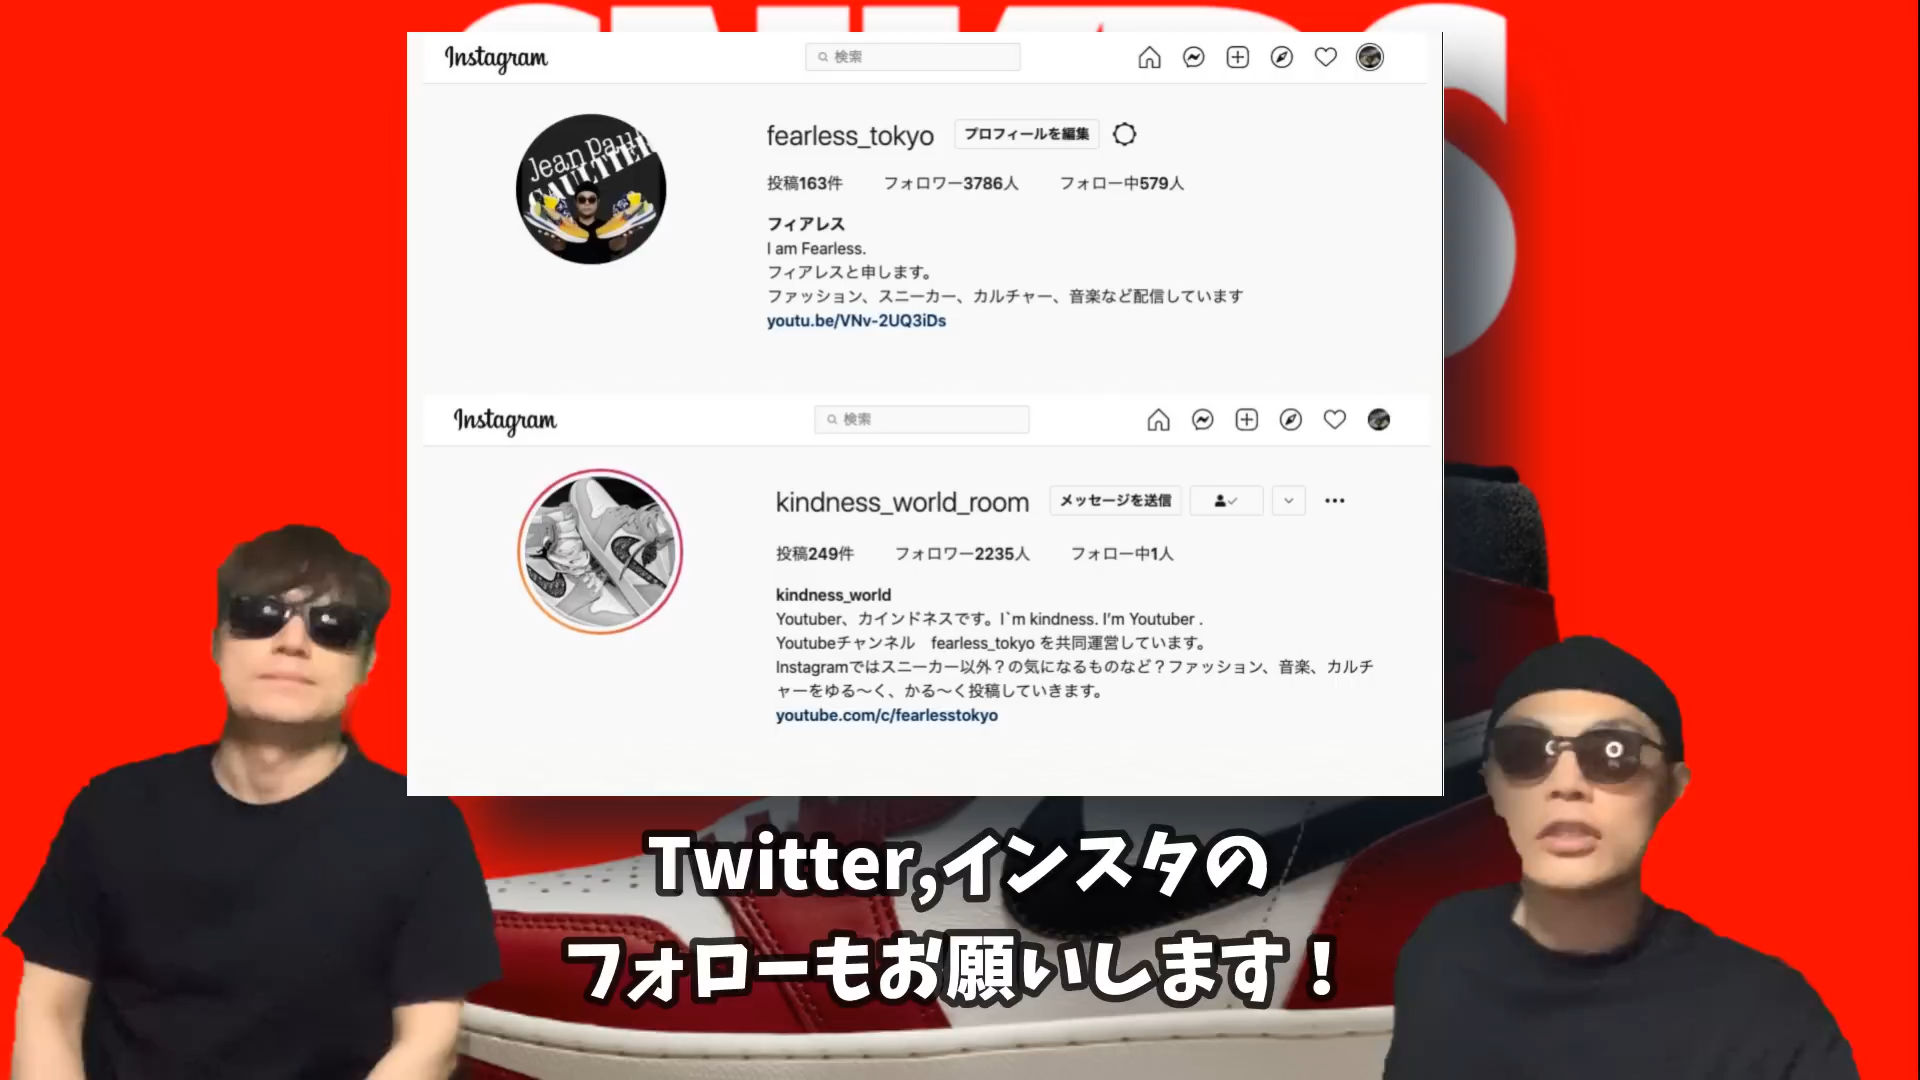 Instagram
検索
Jean Paul
GAULTIER
fearless_tokyo プロフィールを編集
投稿163件 フォロワー3786人 フォロー中579人
フィアレス
I am Fearless.
フィアレスと申します。
ファッション、スニーカー、カルチャー、音楽など配信しています
youtu.be/VNv-2UQ3iDs
Instagram
検索
kindness_world_room メッセージを送信
投稿249件 フォロワー2235人 フォロー中1人
kindness_world
Youtuber、カインドネスです。I`m kindness. I’m Youtuber .
Youtubeチャンネル　fearless_tokyo を共同運営しています。
Instagramではスニーカー以外？の気になるものなど？ファッション、音楽、カルチ
ャーをゆる〜く、かる〜く投稿していきます。
youtube.com/c/fearlesstokyo
Twitter,インスタの
フォローもお願いします！